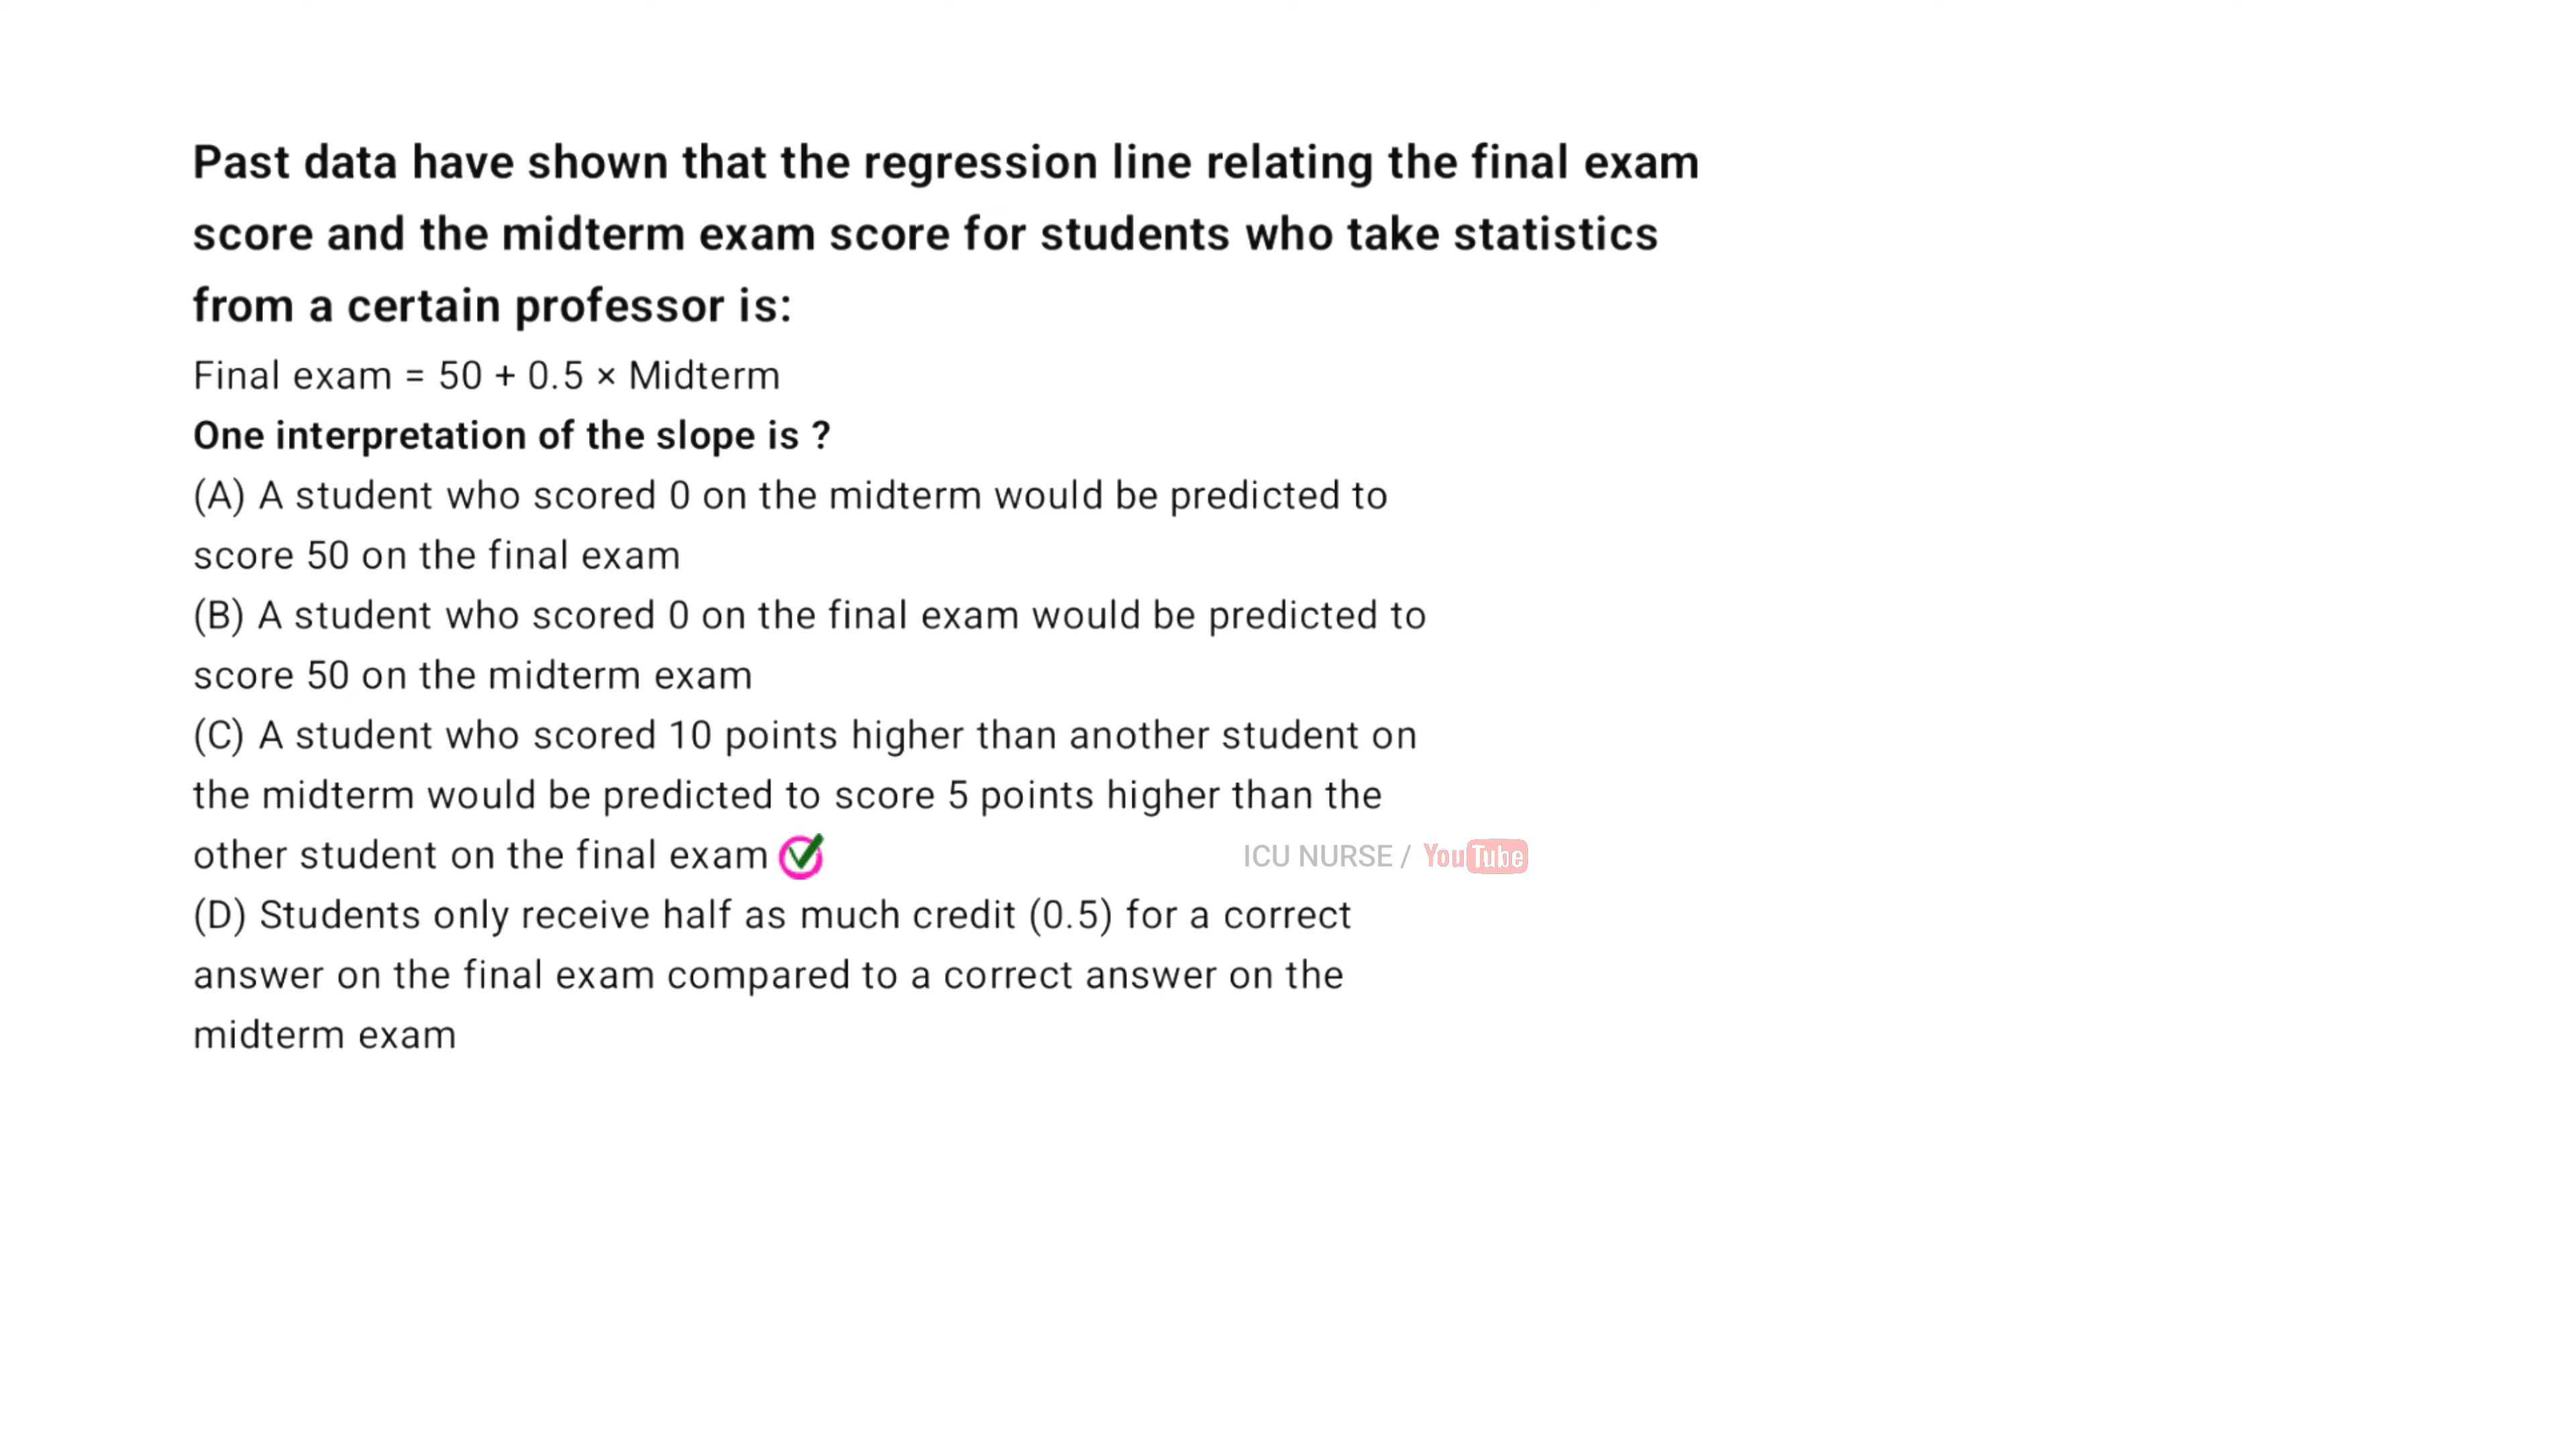 Past data have shown that the regression line relating the final exam
score and the midterm exam score for students who take statistics
from a certain professor is:
Final exam = 50 + 0.5 × Midterm
One interpretation of the slope is ?
(A) A student who scored 0 on the midterm would be predicted to
score 50 on the final exam
(B) A student who scored 0 on the final exam would be predicted to
score 50 on the midterm exam
(C) A student who scored 10 points higher than another student on
the midterm would be predicted to score 5 points higher than the
other student on the final exam
ICU NURSE / YouTube
(D) Students only receive half as much credit (0.5) for a correct
answer on the final exam compared to a correct answer on the
midterm exam